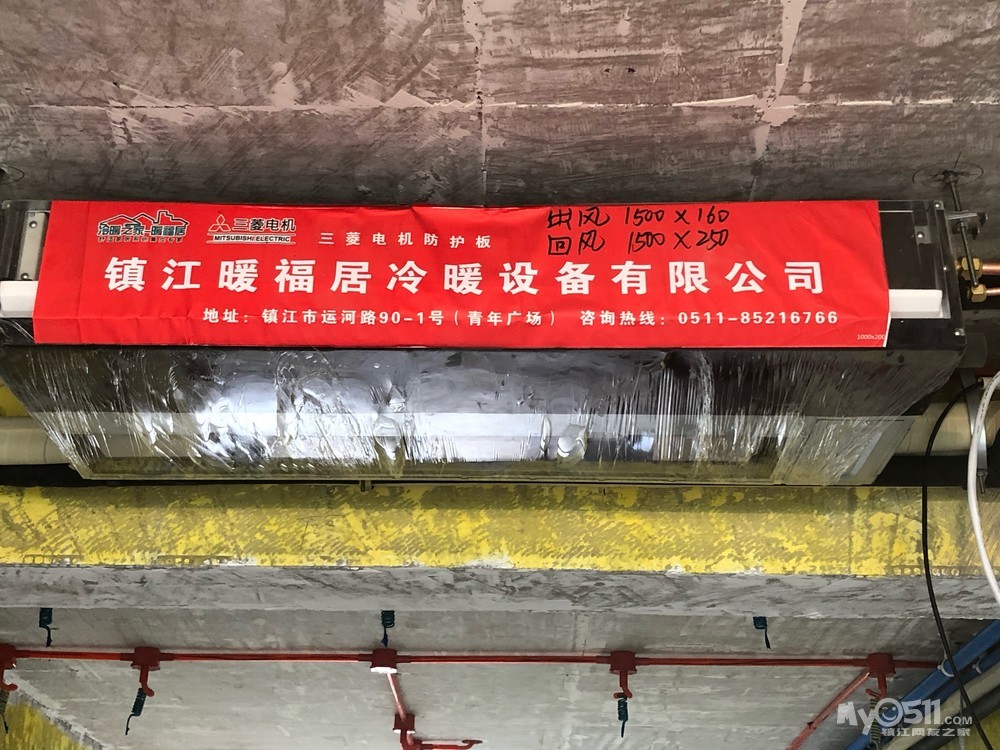 冷暖之家-暖福居
三菱电机
MITSUBISHI ELECTRIC
三菱电机防护板
出风 1500×160
回风 1500×250
镇江暖福居冷暖设备有限公司
地址：镇江市运河路90-1号（青年广场） 咨询热线：0511-85216766
My0511.com
镇江网友之家